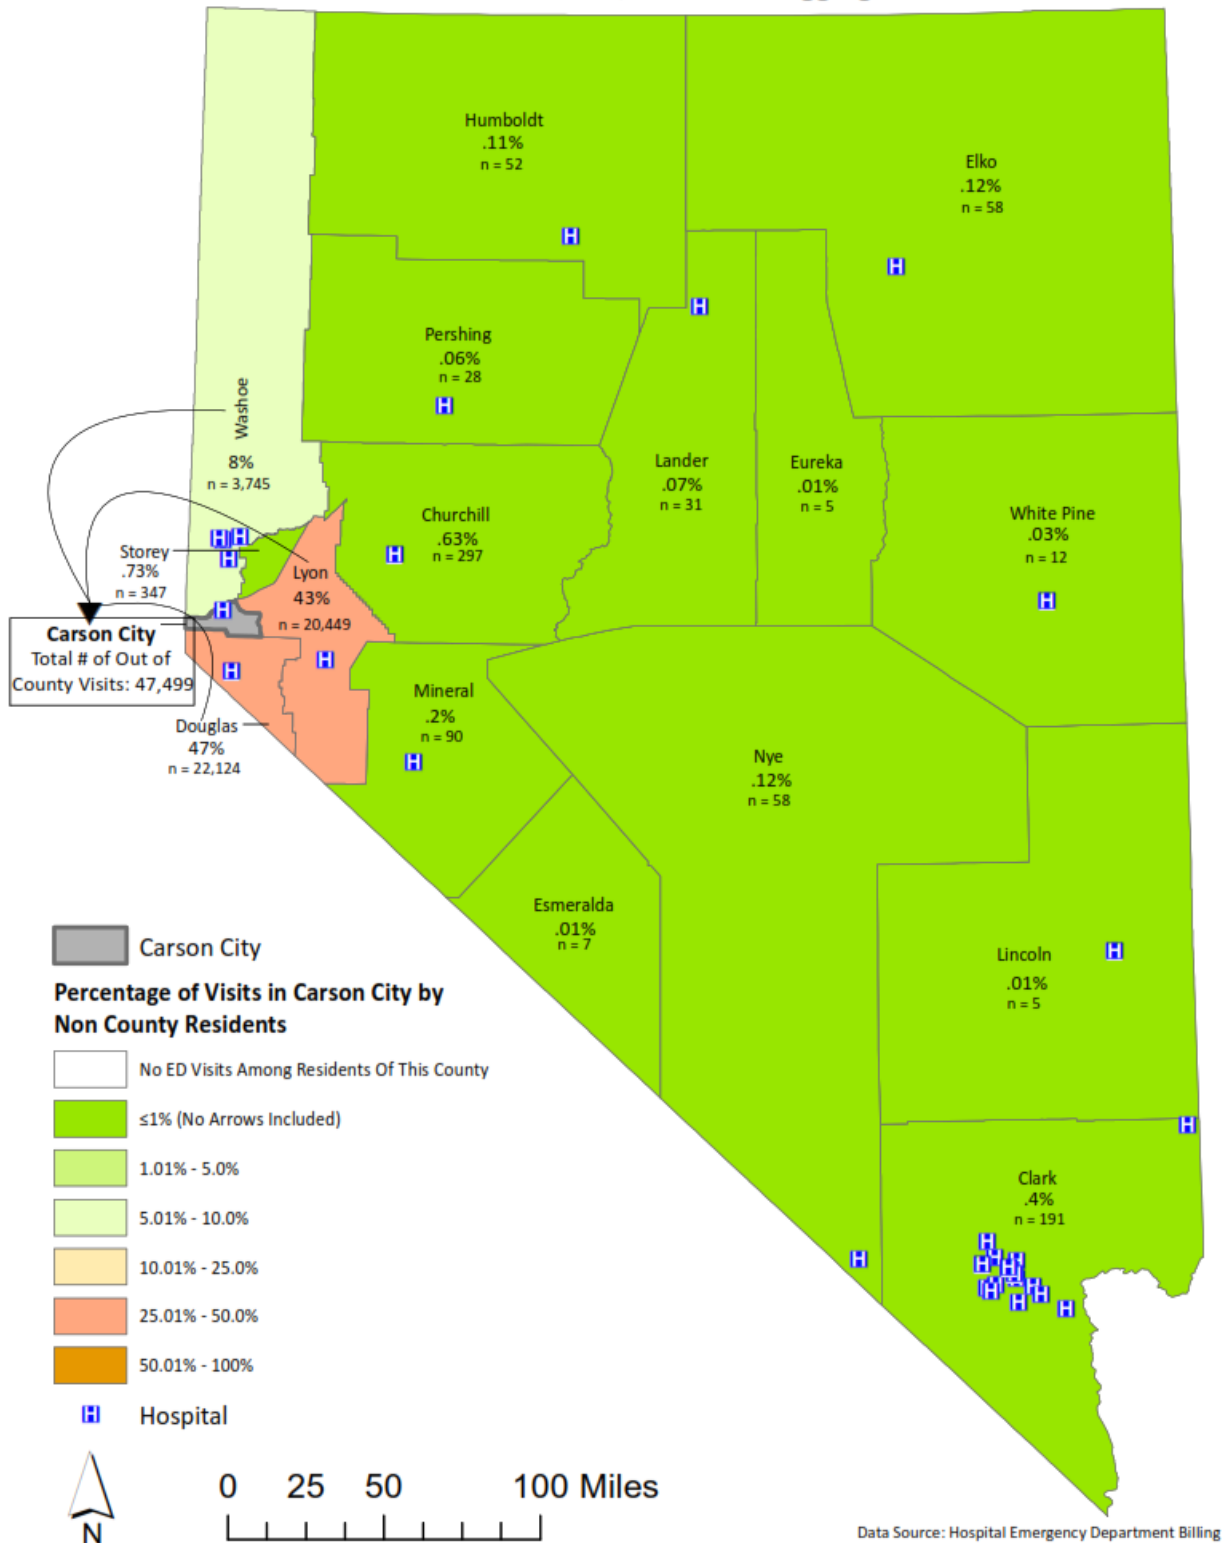 Humboldt
.11%
n = 52
Elko
.12%
n = 58
Pershing
.06%
n = 28
Washoe
8%
n = 3,745
Lander
.07%
n = 31
Eureka
.01%
n = 5
Churchill
.63%
n = 297
White Pine
.03%
n = 12
Storey
.73%
n = 347
Lyon
43%
n = 20,449
Carson City
Total # of Out of
County Visits: 47,499
Mineral
.2%
n = 90
Douglas
47%
n = 22,124
Nye
.12%
n = 58
Esmeralda
.01%
n = 7
Lincoln
.01%
n = 5
Clark
.4%
n = 191
Carson City
Percentage of Visits in Carson City by
Non County Residents
No ED Visits Among Residents Of This County
≤1% (No Arrows Included)
1.01% - 5.0%
5.01% - 10.0%
10.01% - 25.0%
25.01% - 50.0%
50.01% - 100%
H Hospital
N
0 25 50 100 Miles
Data Source: Hospital Emergency Department Billing